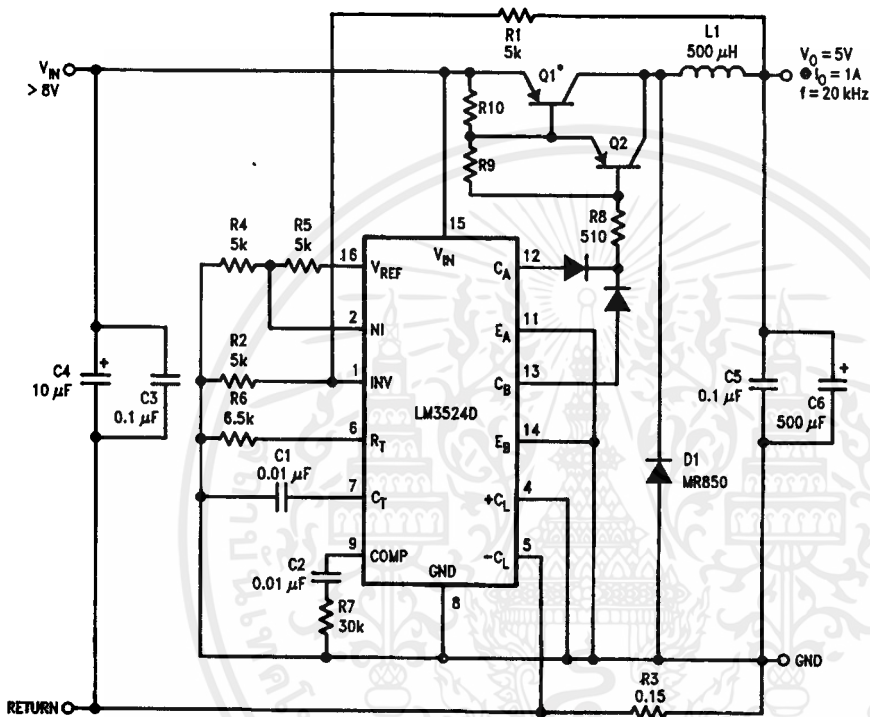 R1
5k
L1
500 μH
V_O = 5V
@ I_O = 1A
f = 20 kHz
V_IN
> 8V
Q1*
R10
Q2
R9
R8
510
15
R4
5k
R5
5k
16
V_REF
V_IN
C_A
12
2
NI
E_A
11
R2
5k
1
INV
C_B
13
R6
6.5k
LM3524D
6
R_T
E_B
14
C1
0.01 μF
7
C_T
+C_L
4
9
COMP
-C_L
5
C2
0.01 μF
GND
8
R7
30k
C4
10 μF
+
C3
0.1 μF
C5
0.1 μF
+
C6
500 μF
D1
MR850
GND
R3
0.15
RETURN